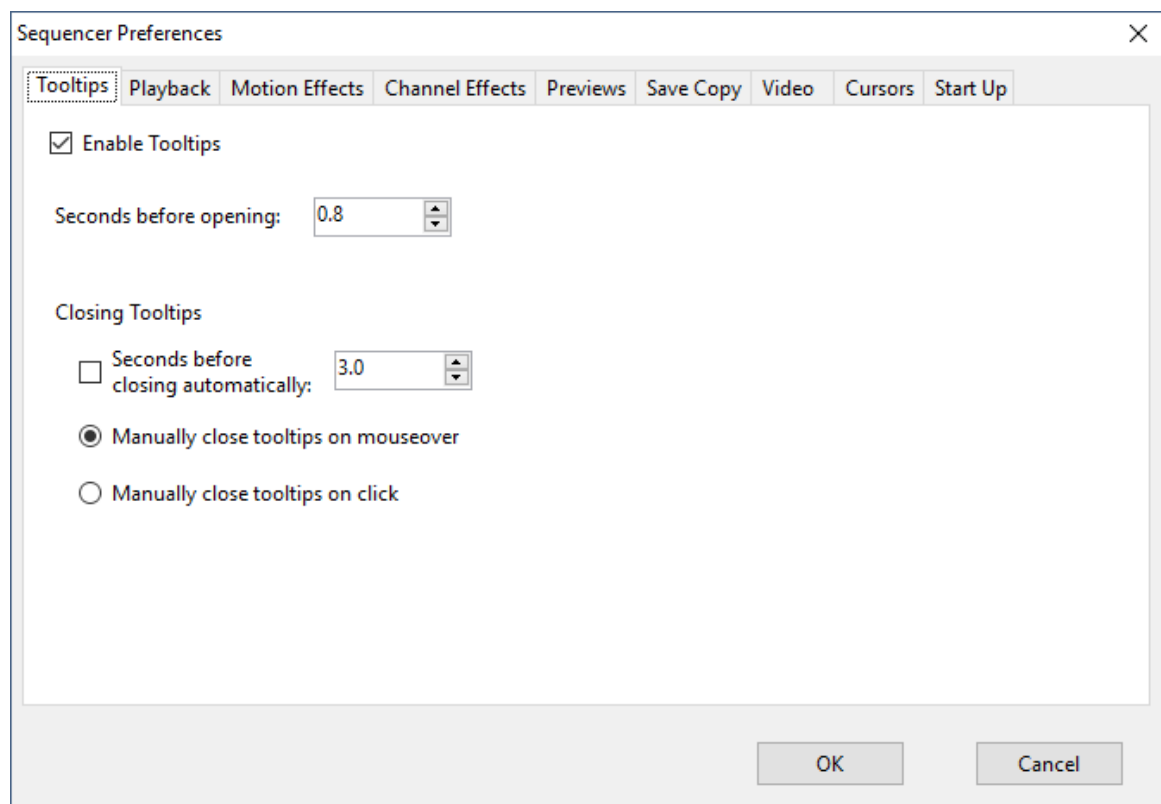 Sequencer Preferences
Tooltips Playback Motion Effects Channel Effects Previews Save Copy Video Cursors Start Up
Enable Tooltips
Seconds before opening: 0.8
Closing Tooltips
Seconds before
closing automatically: 3.0
Manually close tooltips on mouseover
Manually close tooltips on click
OK Cancel